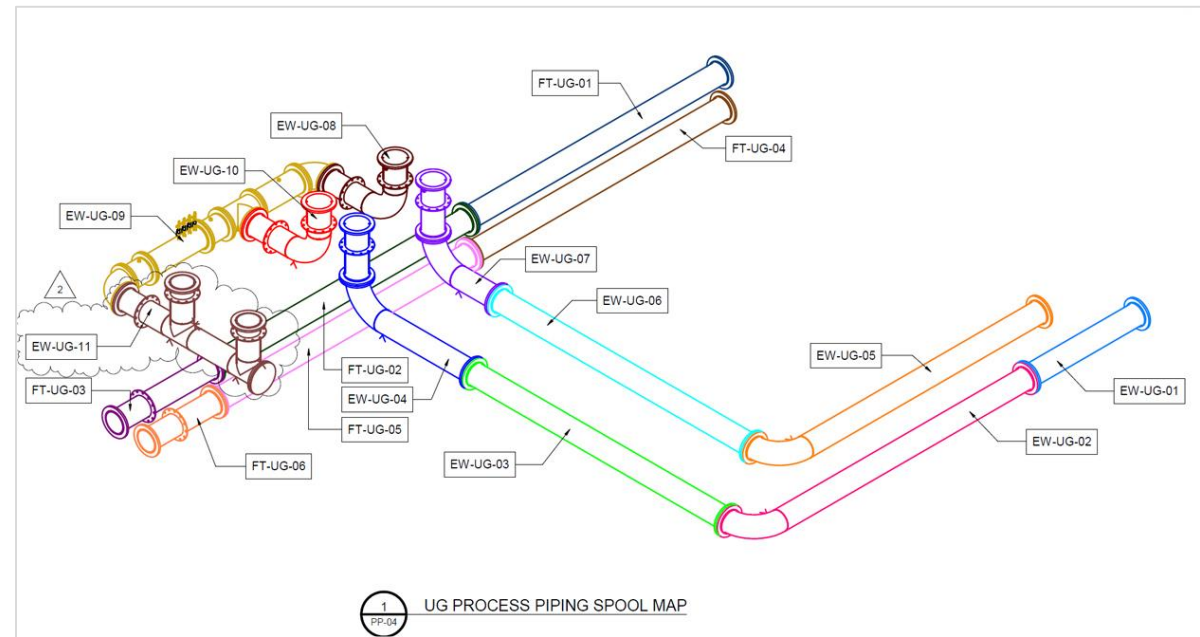 FT-UG-01
EW-UG-08
FT-UG-04
EW-UG-10
EW-UG-09
EW-UG-07
2
EW-UG-06
EW-UG-11
EW-UG-05
FT-UG-02
FT-UG-03
EW-UG-01
EW-UG-04
FT-UG-05
EW-UG-02
FT-UG-06
EW-UG-03
1
PP-04
UG PROCESS PIPING SPOOL MAP